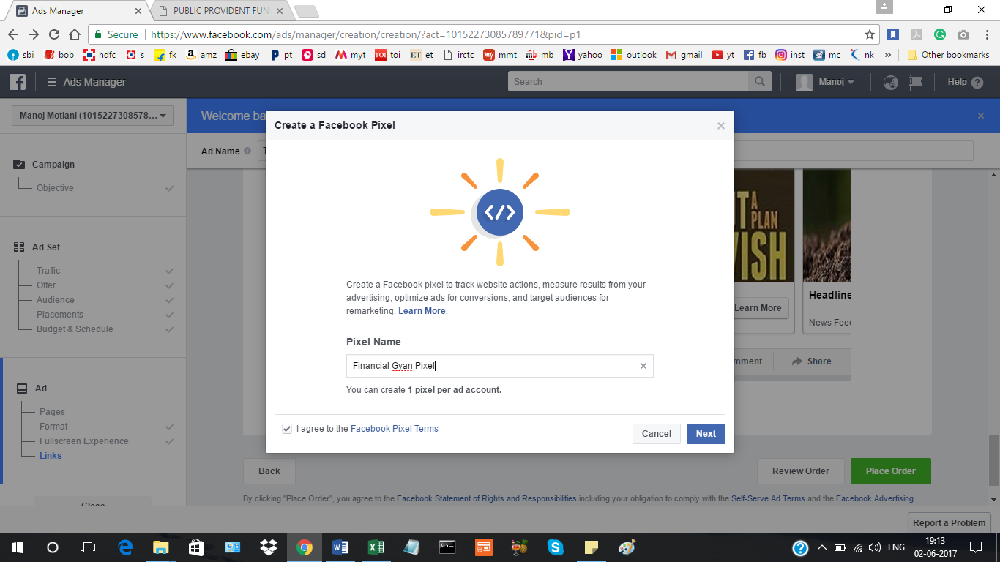 Ads Manager
PUBLIC PROVIDENT FUN
Secure
https://www.facebook.com/ads/manager/creation/creation/?act=101522730857897718&pid=p1
sbi bob hdfc s fk amz ebay pt sd myt toi et irctc mmt mb yahoo outlook gmail yt fb inst mc nk » Other bookmarks
Ads Manager
Search
Manoj
Help
Manoj Motiani (1015227308578...
Welcome ba
Create a Facebook Pixel
Ad Name
Campaign
Objective
Ad Set
Traffic
Offer
Audience
Placements
Budget & Schedule
Ad
Pages
Format
Fullscreen Experience
Links
Close
</>
Create a Facebook pixel to track website actions, measure results from your
advertising, optimize ads for conversions, and target audiences for
remarketing. Learn More.
Pixel Name
Financial Gyan Pixel
You can create 1 pixel per ad account.
I agree to the Facebook Pixel Terms
Cancel
Next
T A
PLAN
ISH
Learn More
Headline
News Feed
mment
Share
Back
Review Order
Place Order
By clicking "Place Order", you agree to the Facebook Statement of Rights and Responsibilities including your obligation to comply with the Self-Serve Ad Terms and the Facebook Advertising
Report a Problem
ENG
19:13
02-06-2017